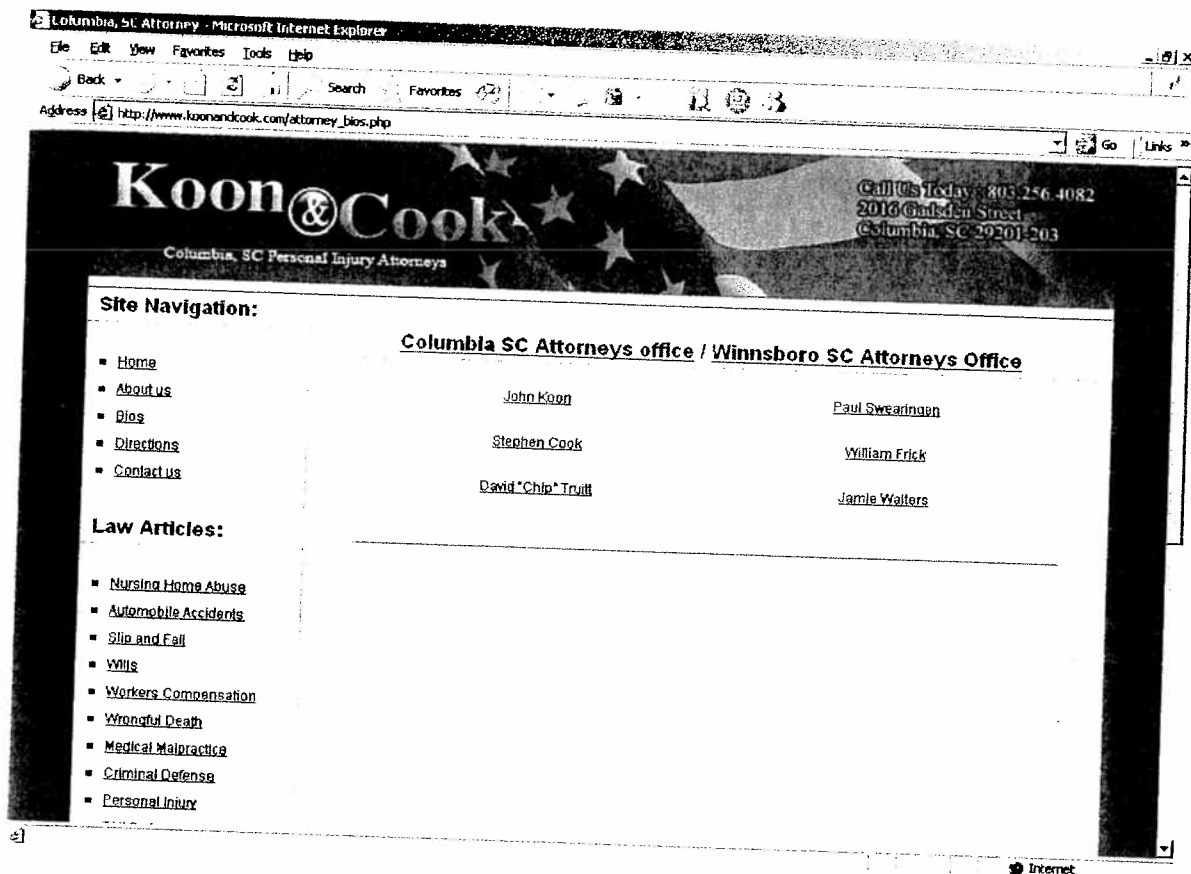 Columbia, SC Attorney - Microsoft Internet Explorer
File Edit View Favorites Tools Help
Back Search Favorites
Address http://www.koonandcook.com/attorney_bios.php Go Links »
Koon & Cook
Columbia, SC Personal Injury Attorneys
Call Us Today : 803.256.4082
2016 Gadsden Street
Columbia, SC 29201-203
Site Navigation:
Home
About us
Bios
Directions
Contact us
Law Articles:
Nursing Home Abuse
Automobile Accidents
Slip and Fall
Wills
Workers Compensation
Wrongful Death
Medical Malpractice
Criminal Defense
Personal Injury
Columbia SC Attorneys office / Winnsboro SC Attorneys Office
John Koon Paul Swearingen
Stephen Cook William Frick
David "Chip" Truitt Jamie Walters
Internet